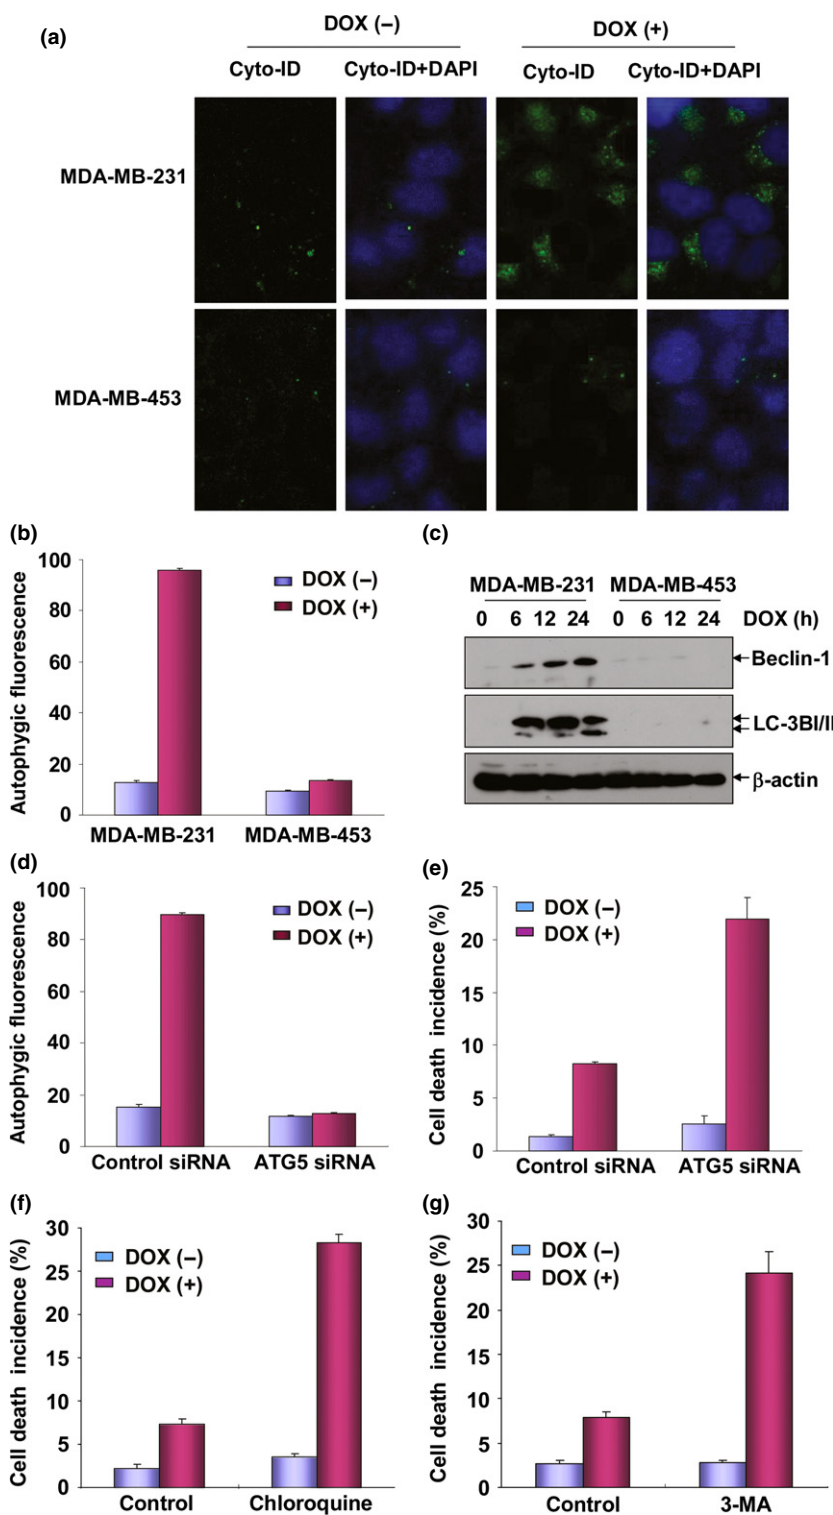 (a)
DOX (–)
DOX (+)
Cyto-ID
Cyto-ID+DAPI
Cyto-ID
Cyto-ID+DAPI
MDA-MB-231
MDA-MB-453
(b)
100
80
60
40
20
0
Autophygic fluorescence
DOX (–)
DOX (+)
MDA-MB-231
MDA-MB-453
(c)
MDA-MB-231 MDA-MB-453
0 6 12 24 0 6 12 24 DOX (h)
Beclin-1
LC-3BI/II
β-actin
(d)
100
80
60
40
20
0
Autophygic fluorescence
DOX (–)
DOX (+)
Control siRNA
ATG5 siRNA
(e)
25
20
15
10
5
0
Cell death incidence (%)
DOX (–)
DOX (+)
Control siRNA
ATG5 siRNA
(f)
30
25
20
15
10
5
0
Cell death incidence (%)
DOX (–)
DOX (+)
Control
Chloroquine
(g)
30
25
20
15
10
5
0
Cell death incidence (%)
DOX (–)
DOX (+)
Control
3-MA